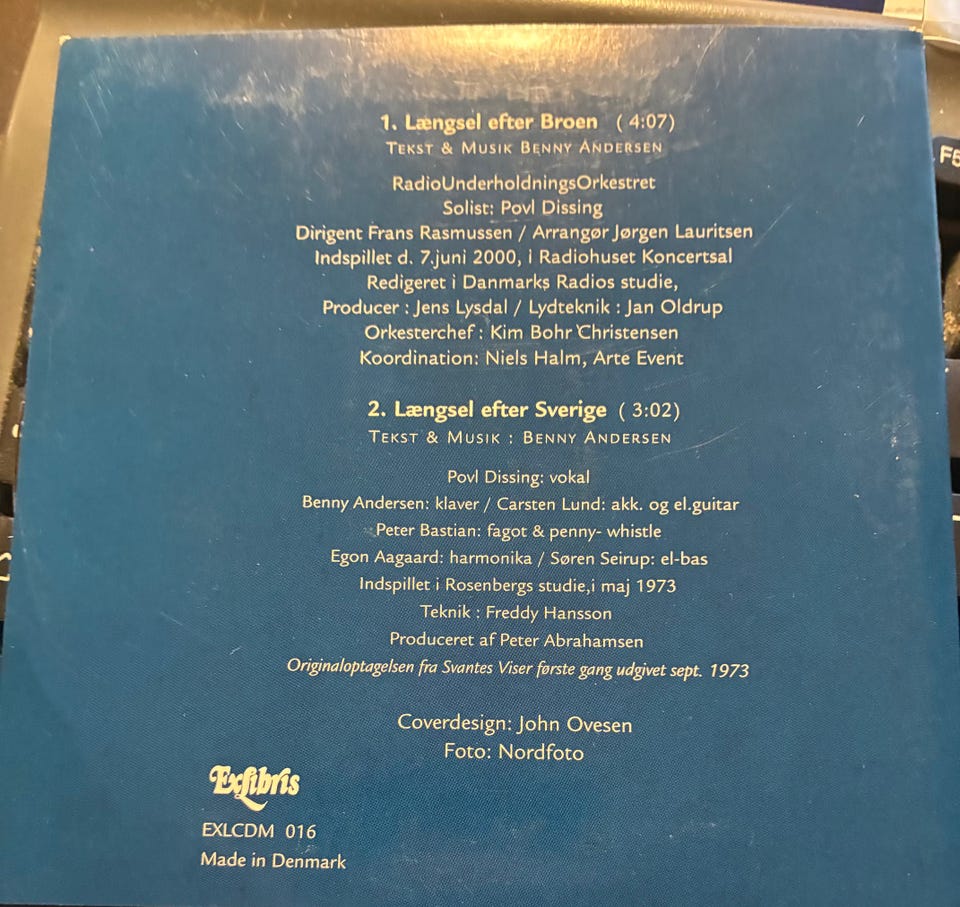 1. Længsel efter Broen ( 4:07)
TEKST & MUSIK BENNY ANDERSEN
RadioUnderholdningsOrkestret
Solist: Povl Dissing
Dirigent Frans Rasmussen / Arrangør Jørgen Lauritsen
Indspillet d. 7.juni 2000, i Radiohuset Koncertsal
Redigeret i Danmarks Radios studie,
Producer : Jens Lysdal / Lydteknik : Jan Oldrup
Orkesterchef : Kim Bohr Christensen
Koordination: Niels Halm, Arte Event
2. Længsel efter Sverige ( 3:02)
TEKST & MUSIK : BENNY ANDERSEN
Povl Dissing: vokal
Benny Andersen: klaver / Carsten Lund: akk. og el.guitar
Peter Bastian: fagot & penny- whistle
Egon Aagaard: harmonika / Søren Seirup: el-bas
Indspillet i Rosenbergs studie,i maj 1973
Teknik : Freddy Hansson
Produceret af Peter Abrahamsen
Originaloptagelsen fra Svantes Viser første gang udgivet sept. 1973
Coverdesign: John Ovesen
Foto: Nordfoto
Exlibris
EXLCDM 016
Made in Denmark
F5